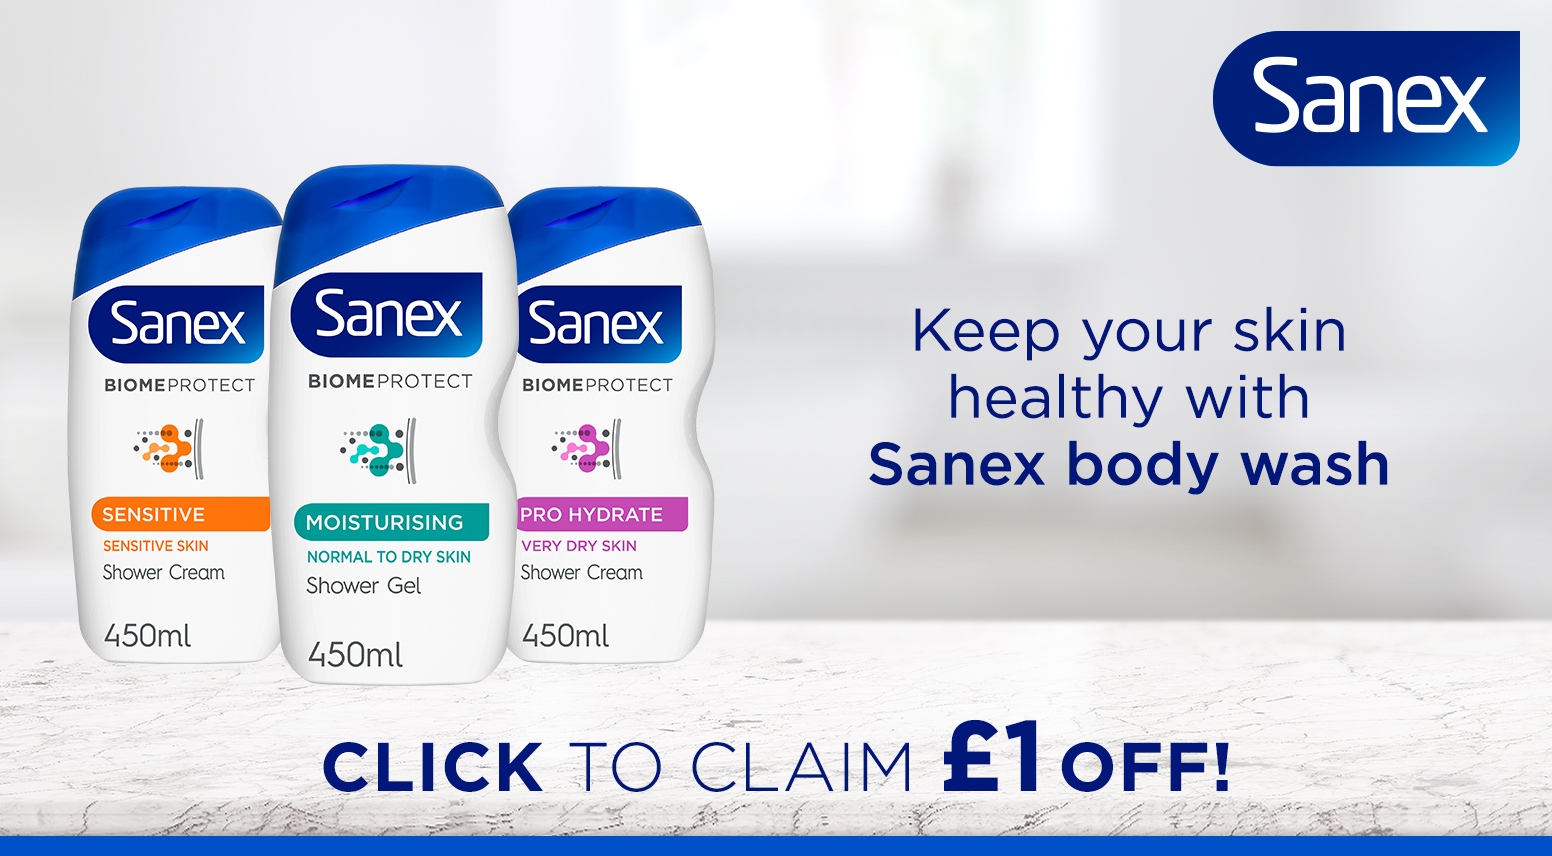 Sanex
Sanex
BIOMEPROTECT
SENSITIVE
SENSITIVE SKIN
Shower Cream
450ml
Sanex
BIOMEPROTECT
MOISTURISING
NORMAL TO DRY SKIN
Shower Gel
450ml
Sanex
BIOMEPROTECT
PRO HYDRATE
VERY DRY SKIN
Shower Cream
450ml
Keep your skin
healthy with
Sanex body wash
CLICK TO CLAIM £1 OFF!